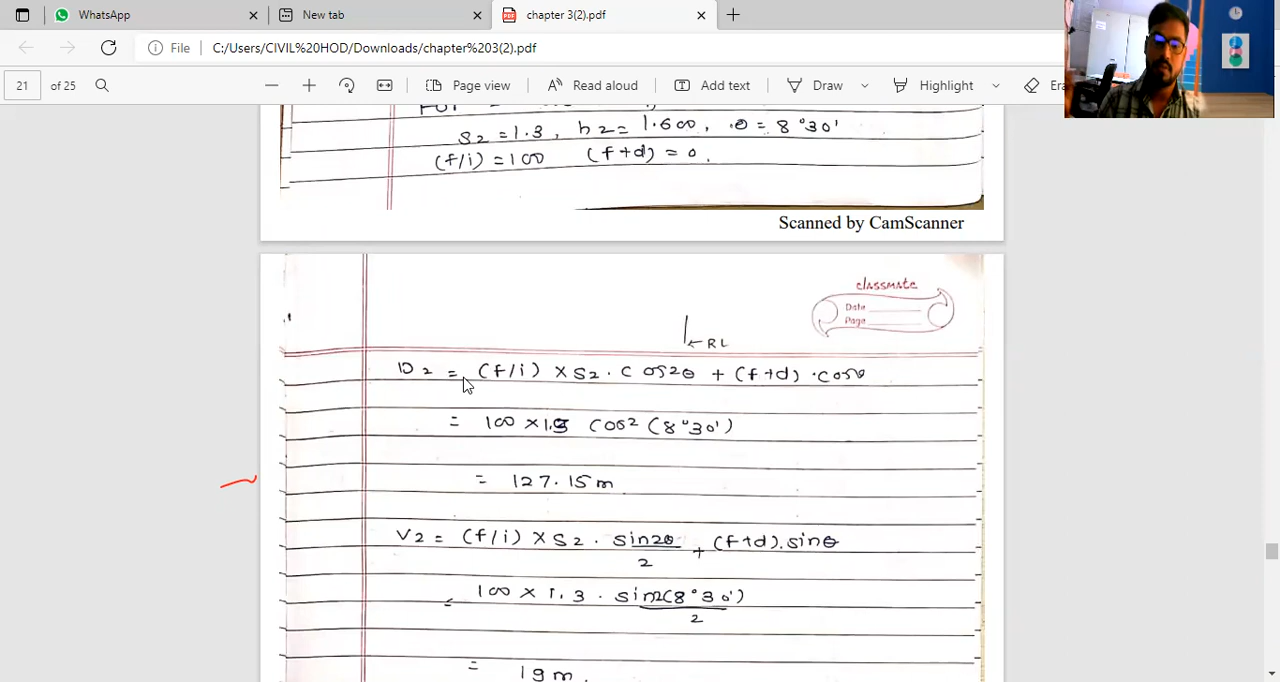 WhatsApp
New tab
chapter 3(2).pdf
File
C:/Users/CIVIL%20HOD/Downloads/chapter%203(2).pdf
21 of 25
Page view
Read aloud
Add text
Draw
Highlight
Era
S2 = 1.3, h2 = 1.600, θ = 8°30'
(f/i) = 100 (f+d) = 0.
Scanned by CamScanner
classmate
Date
Page
← RL
D2 = (f/i) × S2 . Cos2θ + (f+d) . Cosθ
= 100 × 1.3 Cos² (8°30')
= 127.15m
V2 = (f/i) × S2 . sin2θ/2 + (f+d).sinθ
= 100 × 1.3 . sin2(8°30')/2
= 19m.